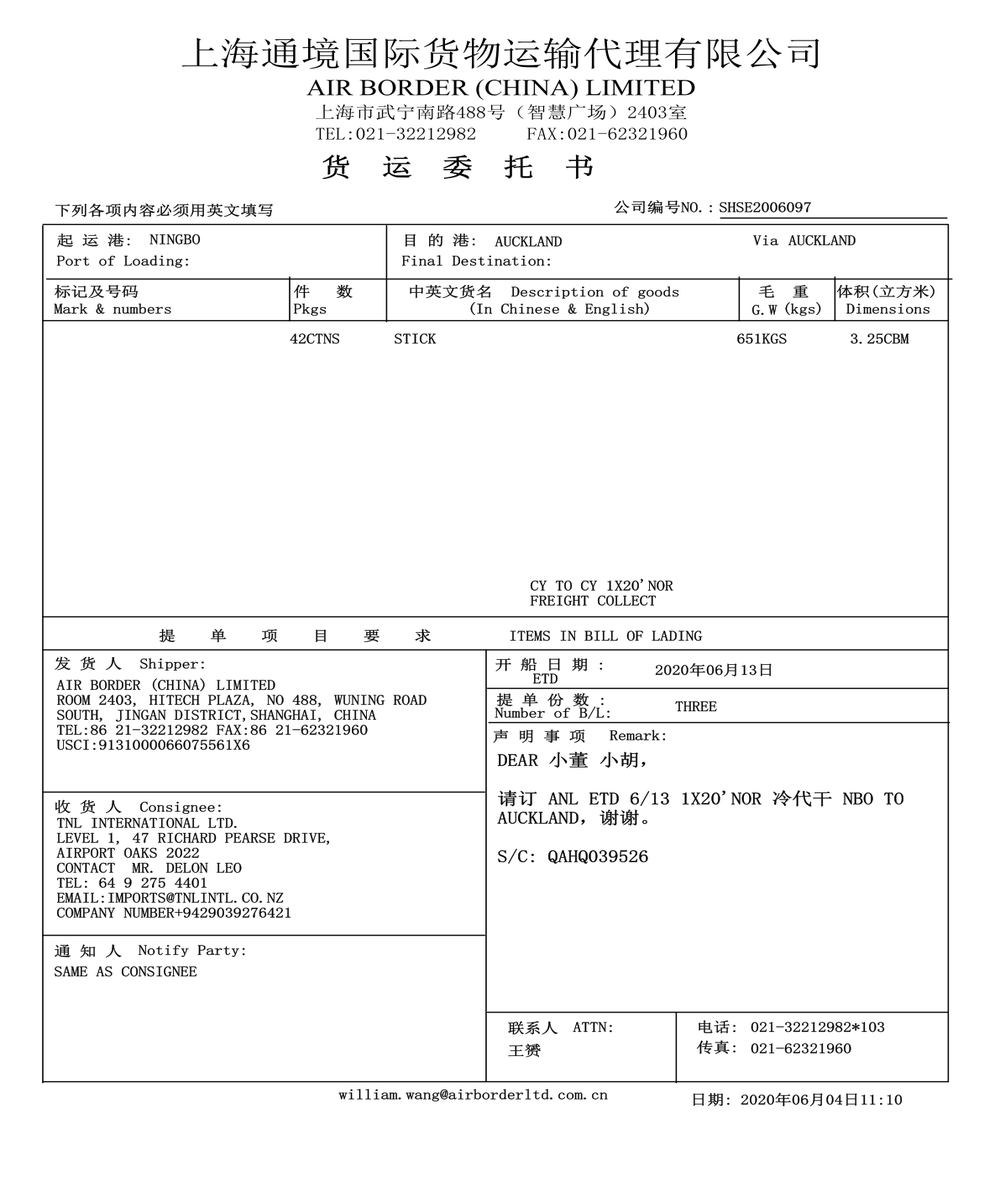 上海通境国际货物运输代理有限公司
AIR BORDER (CHINA) LIMITED
上海市武宁南路488号（智慧广场）2403室
TEL:021-32212982 FAX:021-62321960
货 运 委 托 书
下列各项内容必须用英文填写 公司编号NO.：SHSE2006097
起 运 港: NINGBO 目 的 港: AUCKLAND Via AUCKLAND
Port of Loading: Final Destination:
标记及号码 件 数 中英文货名 Description of goods 毛 重 体积(立方米)
Mark & numbers Pkgs (In Chinese & English) G.W (kgs) Dimensions
42CTNS STICK 651KGS 3.25CBM
CY TO CY 1X20'NOR
FREIGHT COLLECT
提 单 项 目 要 求 ITEMS IN BILL OF LADING
发 货 人 Shipper:
AIR BORDER (CHINA) LIMITED
ROOM 2403, HITECH PLAZA, NO 488, WUNING ROAD
SOUTH, JINGAN DISTRICT,SHANGHAI, CHINA
TEL:86 21-32212982 FAX:86 21-62321960
USCI:9131000066075561X6
开 船 日 期 : 2020年06月13日
ETD
提 单 份 数 : THREE
Number of B/L:
声 明 事 项 Remark:
DEAR 小董 小胡，
请订 ANL ETD 6/13 1X20'NOR 冷代干 NBO TO
AUCKLAND，谢谢。
S/C: QAHQ039526
收 货 人 Consignee:
TNL INTERNATIONAL LTD.
LEVEL 1, 47 RICHARD PEARSE DRIVE,
AIRPORT OAKS 2022
CONTACT MR. DELON LEO
TEL: 64 9 275 4401
EMAIL:IMPORTS@TNLINTL.CO.NZ
COMPANY NUMBER+9429039276421
通 知 人 Notify Party:
SAME AS CONSIGNEE
联系人 ATTN: 电话: 021-32212982*103
王赟 传真: 021-62321960
william.wang@airborderltd.com.cn 日期: 2020年06月04日11:10